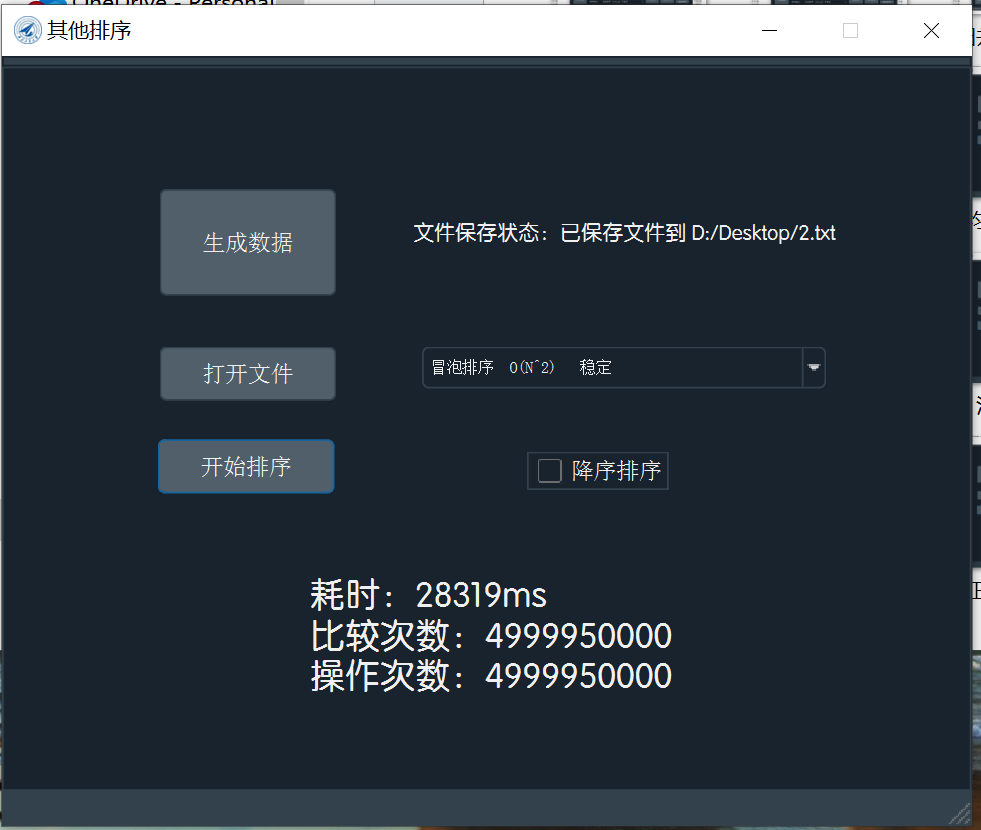 OneDrive - Personal
其他排序
生成数据
文件保存状态：已保存文件到 D:/Desktop/2.txt
打开文件
冒泡排序 O(N^2) 稳定
开始排序
降序排序
耗时：28319ms
比较次数：4999950000
操作次数：4999950000